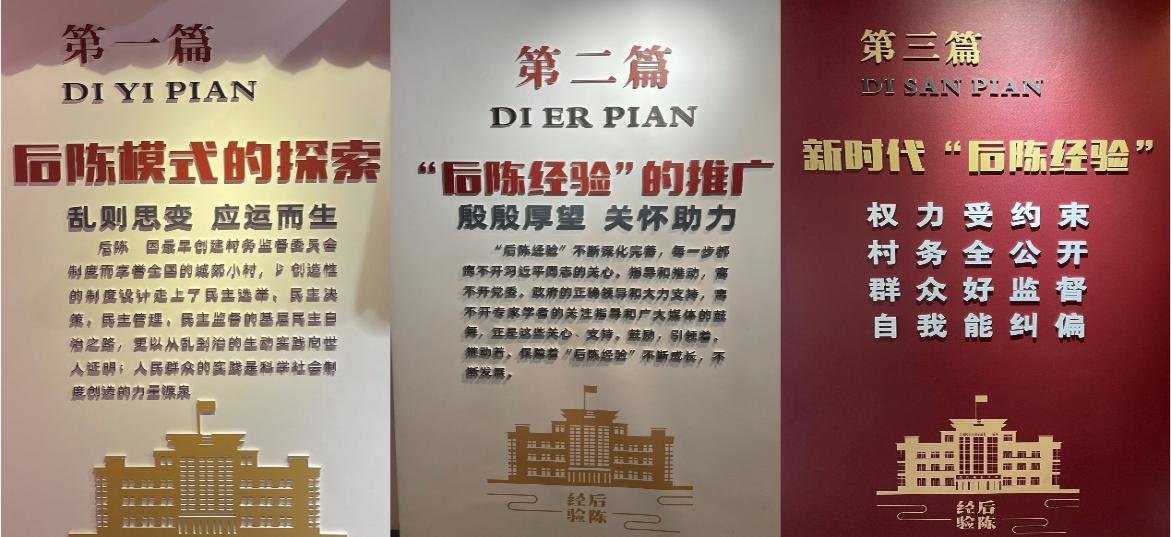 第一篇
DI YI PIAN
后陈模式的探索
乱则思变 应运而生
后陈 因最早创建村务监督委员会
制度而享誉全国的城郊小村，创造性
的制度设计走上了民主选举、民主决
策、民主管理、民主监督的基层民主自
治之路，更以从乱到治的生动实践向世
人证明：人民群众的实践是科学社会制
度创造的力量源泉
第二篇
DI ER PIAN
“后陈经验”的推广
殷殷厚望 关怀助力
“后陈经验”不断深化完善，每一步都
离不开习近平同志的关心、指导和推动，离
不开党委、政府的正确领导和大力支持，离
不开专家学者的关注指导和广大媒体的鼓
舞，正是这些关心、支持、鼓励，引领着、
推动着、保障着“后陈经验”不断成长，不
断发展。
经后
验陈
第三篇
DI SAN PIAN
新时代“后陈经验”
权力受约束
村务全公开
群众好监督
自我能纠偏
经后
验陈